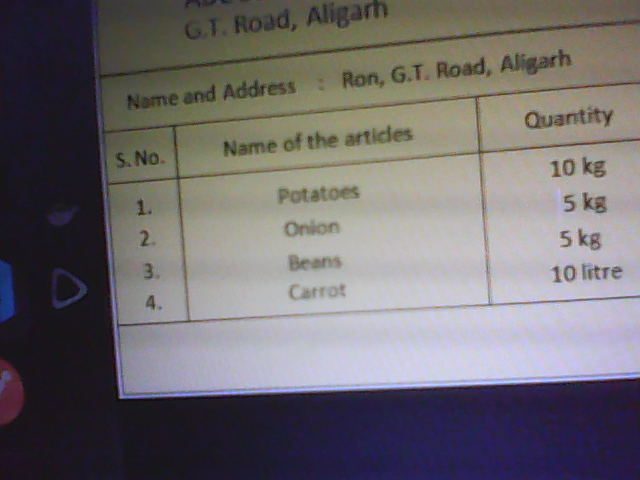 G.T. Road, Aligarh
Name and Address : Ron, G.T. Road, Aligarh
S. No. Name of the articles Quantity
1. Potatoes 10 kg
2. Onion 5 kg
3. Beans 5 kg
4. Carrot 10 litre